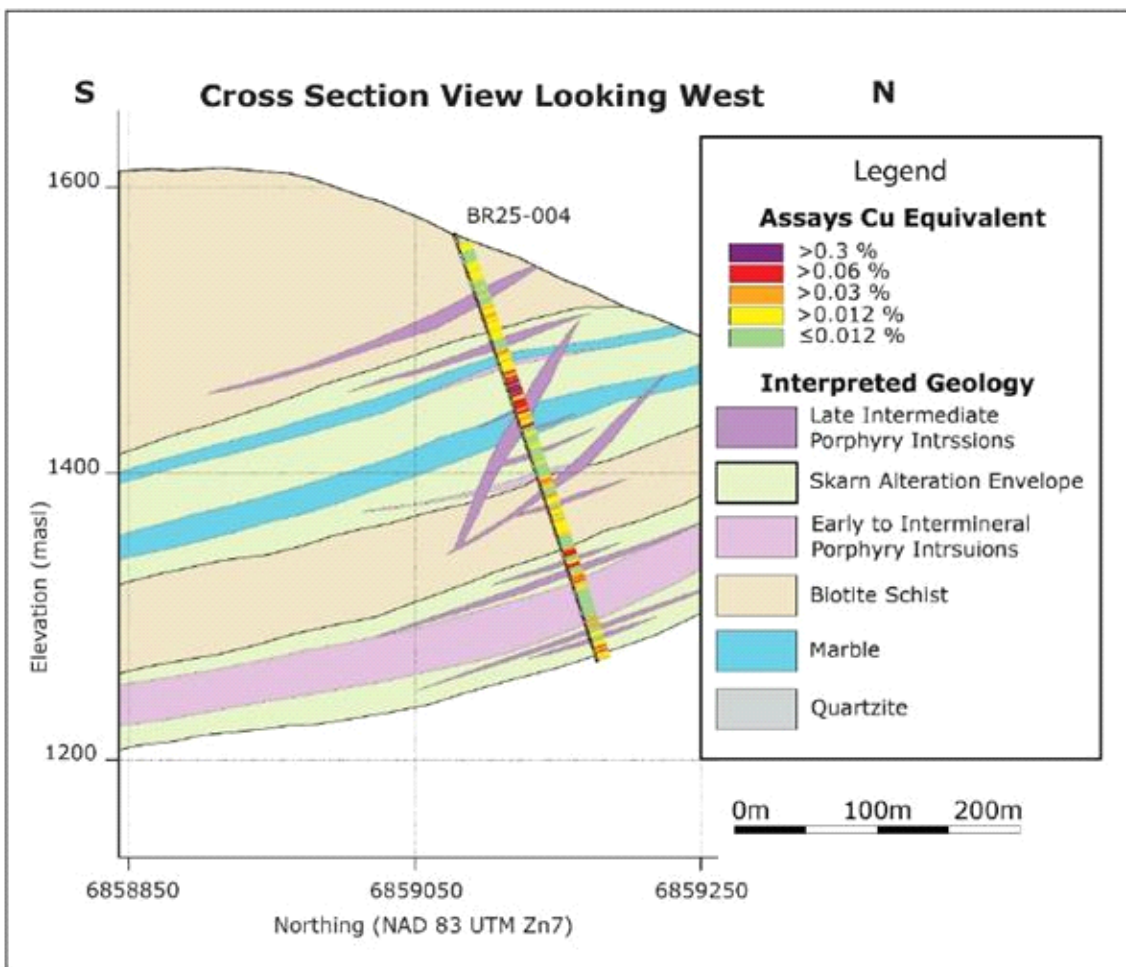 S
Cross Section View Looking West
N
1600
BR25-004
1400
1200
Elevation (masl)
6858850
6859050
6859250
Northing (NAD 83 UTM Zn7)
Legend
Assays Cu Equivalent
>0.3 %
>0.06 %
>0.03 %
>0.012 %
≤0.012 %
Interpreted Geology
Late Intermediate
Porphyry Intrssions
Skarn Alteration Envelope
Early to Intermineral
Porphyry Intrsuions
Biotite Schist
Marble
Quartzite
0m
100m
200m